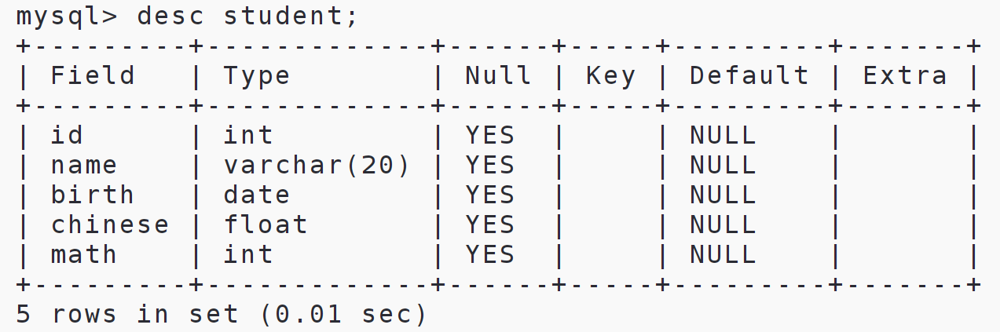 mysql> desc student;
+---------+-------------+------+-----+---------+-------+
| Field   | Type        | Null | Key | Default | Extra |
+---------+-------------+------+-----+---------+-------+
| id      | int         | YES  |     | NULL    |       |
| name    | varchar(20) | YES  |     | NULL    |       |
| birth   | date        | YES  |     | NULL    |       |
| chinese | float       | YES  |     | NULL    |       |
| math    | int         | YES  |     | NULL    |       |
+---------+-------------+------+-----+---------+-------+
5 rows in set (0.01 sec)